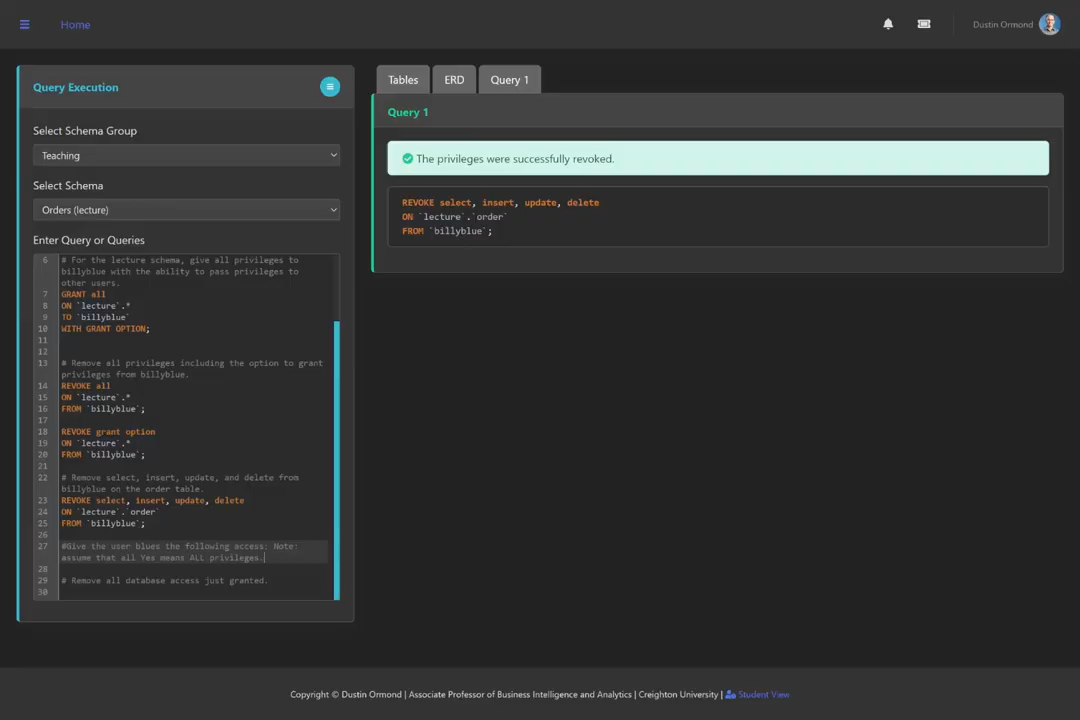 Home
Dustin Ormond
Query Execution
Select Schema Group
Teaching
Select Schema
Orders (lecture)
Enter Query or Queries
6 # For the lecture schema, give all privileges to
billyblue with the ability to pass privileges to
other users.
7 GRANT all
8 ON `lecture`.*
9 TO `billyblue`
10 WITH GRANT OPTION;
11
12
13 # Remove all privileges including the option to grant
privileges from billyblue.
14 REVOKE all
15 ON `lecture`.*
16 FROM `billyblue`;
17
18 REVOKE grant option
19 ON `lecture`.*
20 FROM `billyblue`;
21
22 # Remove select, insert, update, and delete from
billyblue on the order table.
23 REVOKE select, insert, update, delete
24 ON `lecture`.`order`
25 FROM `billyblue`;
26
27 #Give the user blues the following access: Note:
assume that all Yes means ALL privileges.
28
29 # Remove all database access just granted.
30
Tables ERD Query 1
Query 1
The privileges were successfully revoked.
REVOKE select, insert, update, delete
ON `lecture`.`order`
FROM `billyblue`;
Copyright © Dustin Ormond | Associate Professor of Business Intelligence and Analytics | Creighton University | Student View